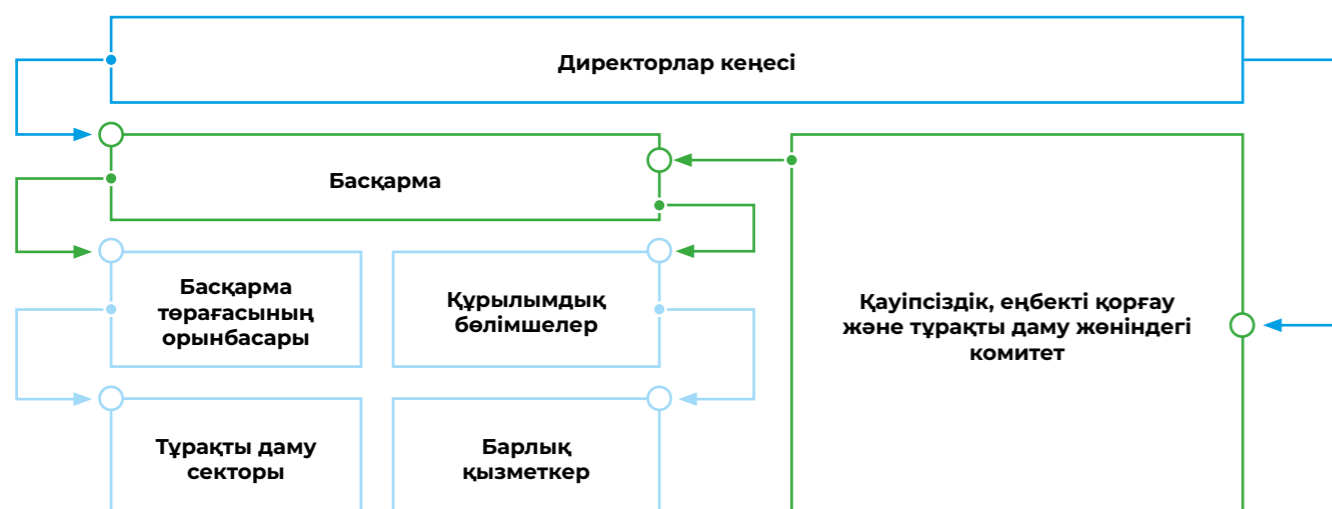 Директорлар кеңесі
Басқарма
Басқарма
төрағасының
орынбасары
Құрылымдық
бөлімшелер
Қауіпсіздік, еңбекті қорғау
және тұрақты даму жөніндегі
комитет
Тұрақты даму
секторы
Барлық
қызметкер